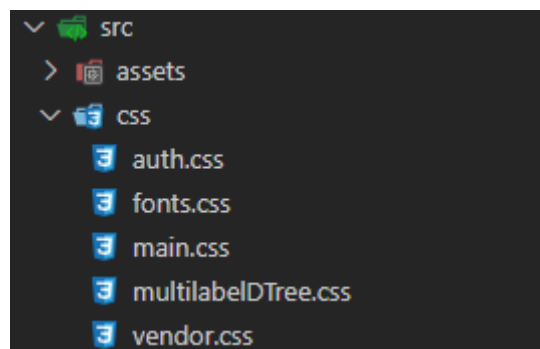 src
assets
css
auth.css
fonts.css
main.css
multilabelDTree.css
vendor.css